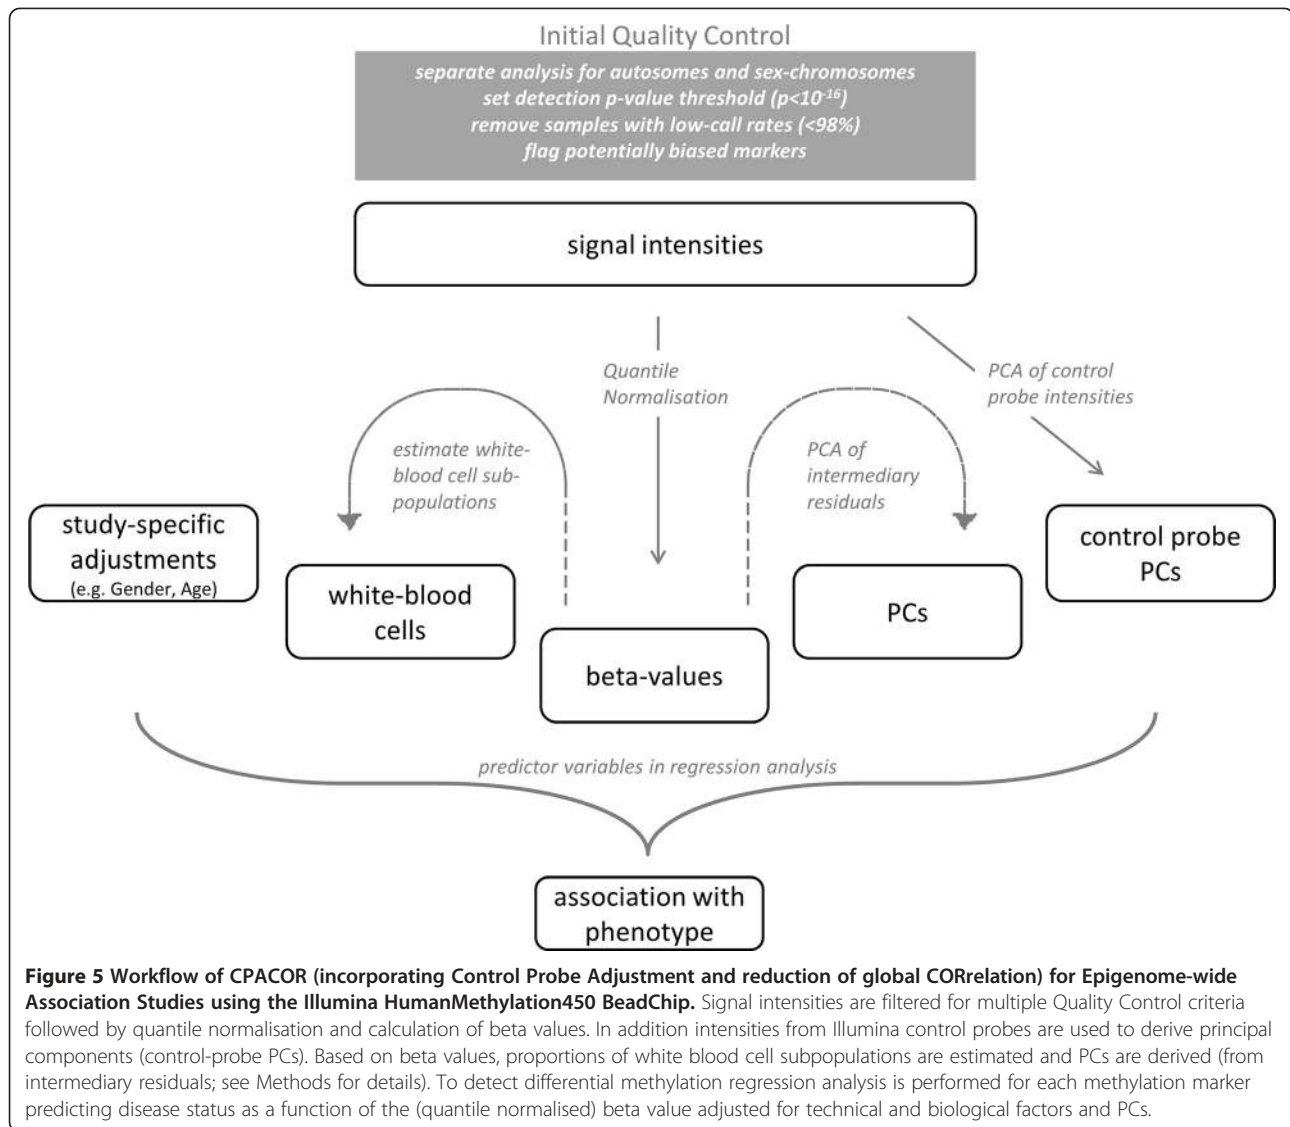 Initial Quality Control
separate analysis for autosomes and sex-chromosomes
set detection p-value threshold (p<10⁻¹⁶)
remove samples with low-call rates (<98%)
flag potentially biased markers
signal intensities
Quantile
Normalisation
PCA of control
probe intensities
estimate white-
blood cell sub-
populations
PCA of
intermediary
residuals
study-specific
adjustments
(e.g. Gender, Age)
white-blood
cells
beta-values
PCs
control probe
PCs
predictor variables in regression analysis
association with
phenotype
Figure 5 Workflow of CPACOR (incorporating Control Probe Adjustment and reduction of global CORrelation) for Epigenome-wide
Association Studies using the Illumina HumanMethylation450 BeadChip. Signal intensities are filtered for multiple Quality Control criteria
followed by quantile normalisation and calculation of beta values. In addition intensities from Illumina control probes are used to derive principal
components (control-probe PCs). Based on beta values, proportions of white blood cell subpopulations are estimated and PCs are derived (from
intermediary residuals; see Methods for details). To detect differential methylation regression analysis is performed for each methylation marker
predicting disease status as a function of the (quantile normalised) beta value adjusted for technical and biological factors and PCs.